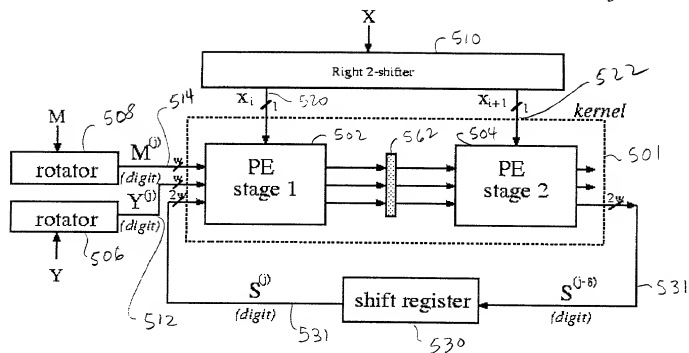 X
510
Right 2-shifter
xi 1 520
xi+1 1 522
kernel
M
508
514
M(j)
502
562
504
501
rotator
(digit)
w
PE
stage 1
PE
stage 2
Y(j)
w
rotator
(digit)
2w
2w
506
Y
512
S(j)
(digit)
531
shift register
530
S(j-8)
(digit)
531